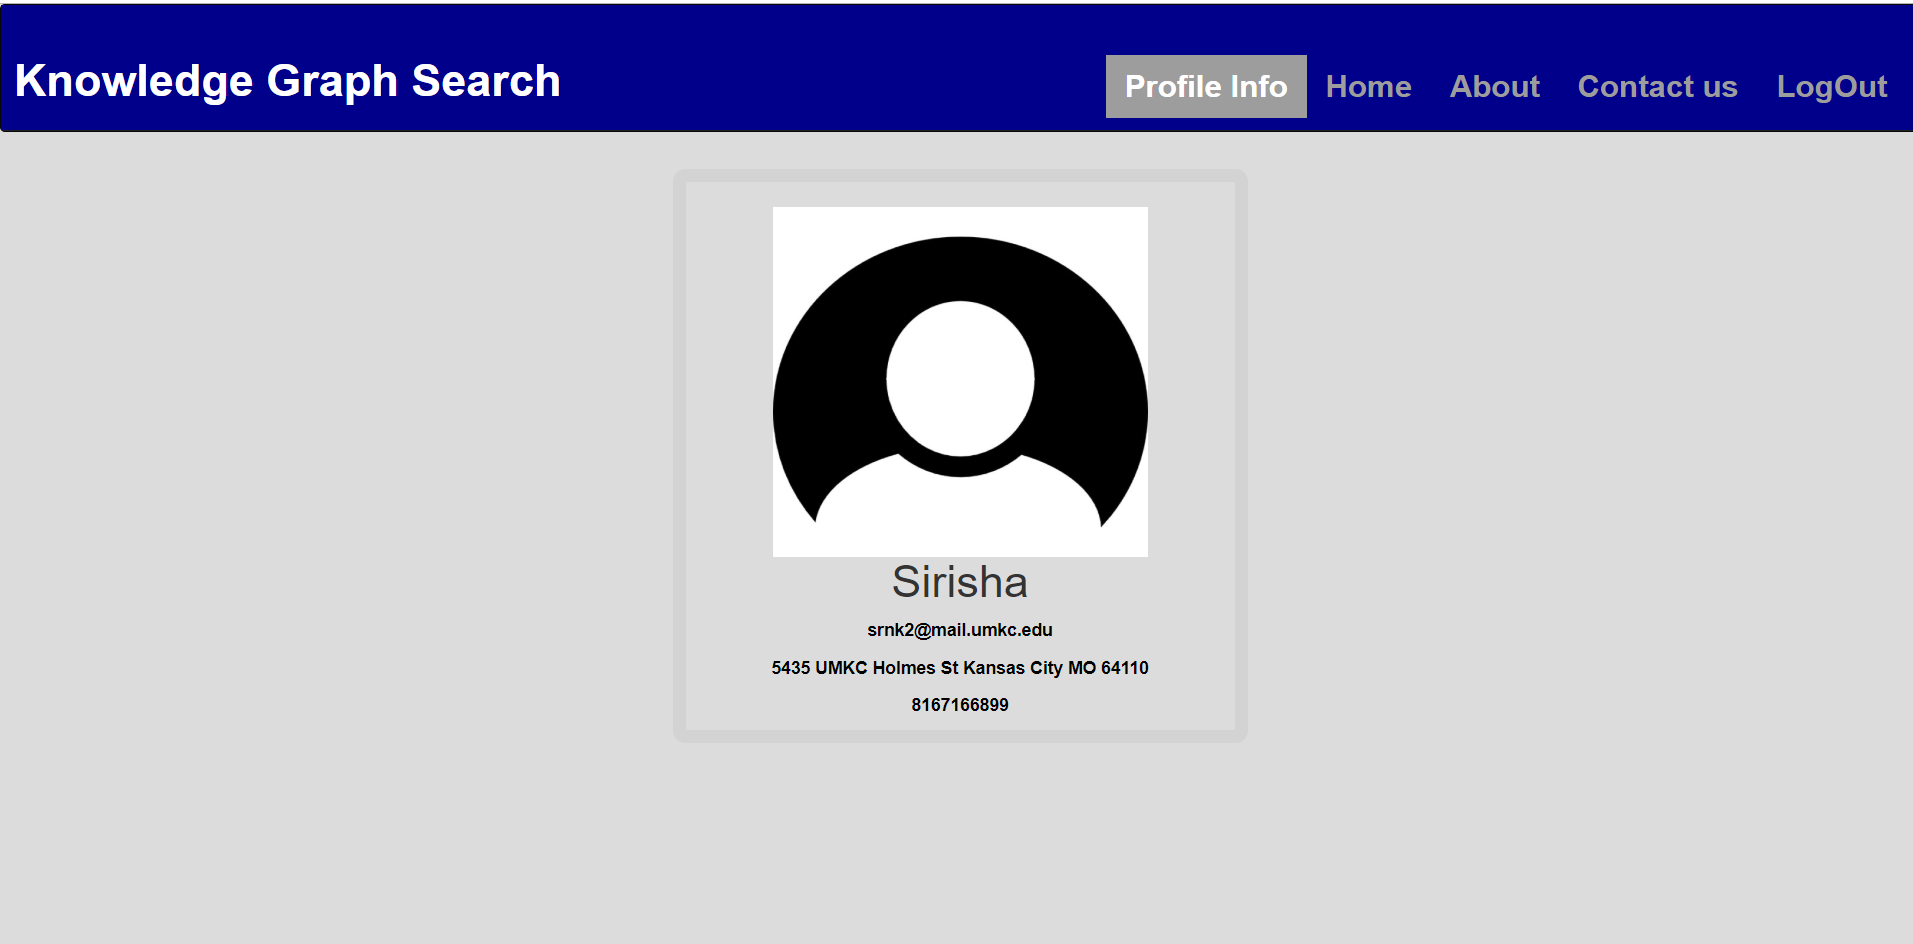 Knowledge Graph Search
Profile Info Home About Contact us LogOut
Sirisha
srnk2@mail.umkc.edu
5435 UMKC Holmes St Kansas City MO 64110
8167166899